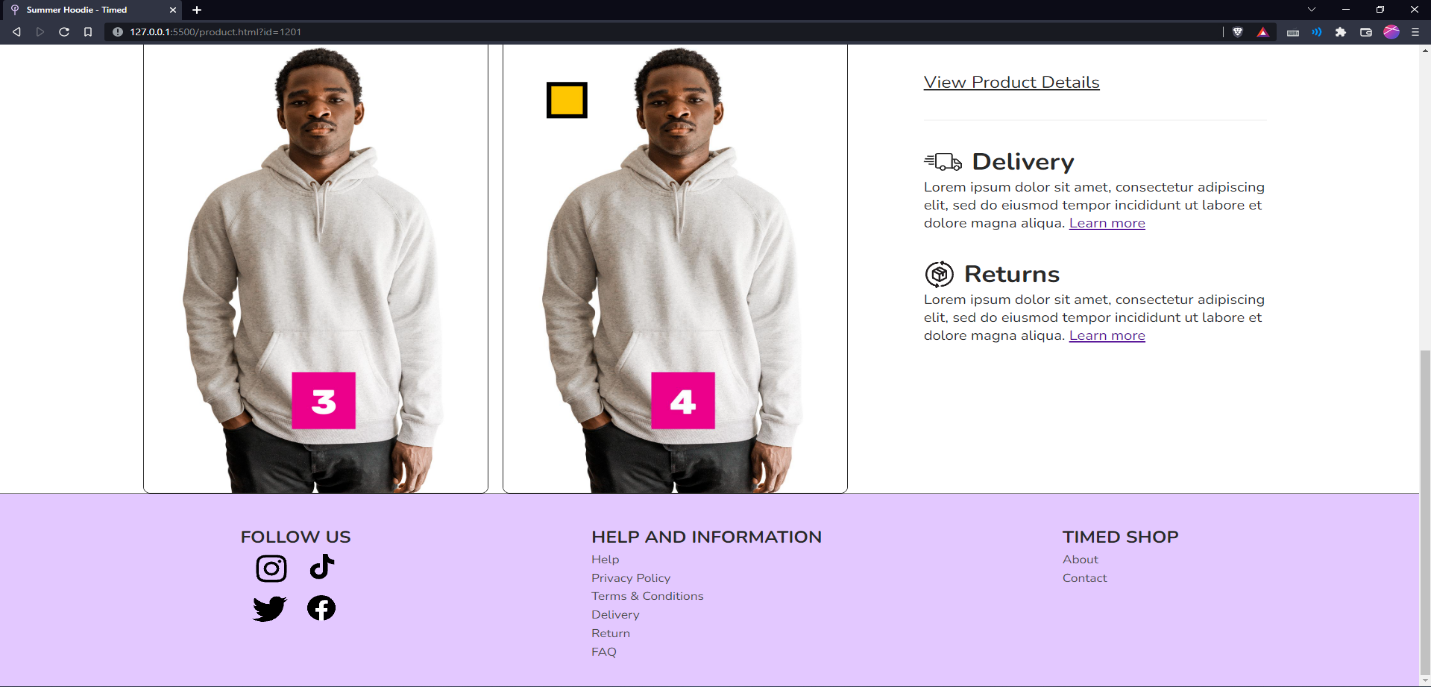 Summer Hoodie - Timed
127.0.0.1:5500/product.html?id=1201
3
4
View Product Details
Delivery
Lorem ipsum dolor sit amet, consectetur adipiscing
elit, sed do eiusmod tempor incididunt ut labore et
dolore magna aliqua. Learn more
Returns
Lorem ipsum dolor sit amet, consectetur adipiscing
elit, sed do eiusmod tempor incididunt ut labore et
dolore magna aliqua. Learn more
FOLLOW US
HELP AND INFORMATION
Help
Privacy Policy
Terms & Conditions
Delivery
Return
FAQ
TIMED SHOP
About
Contact